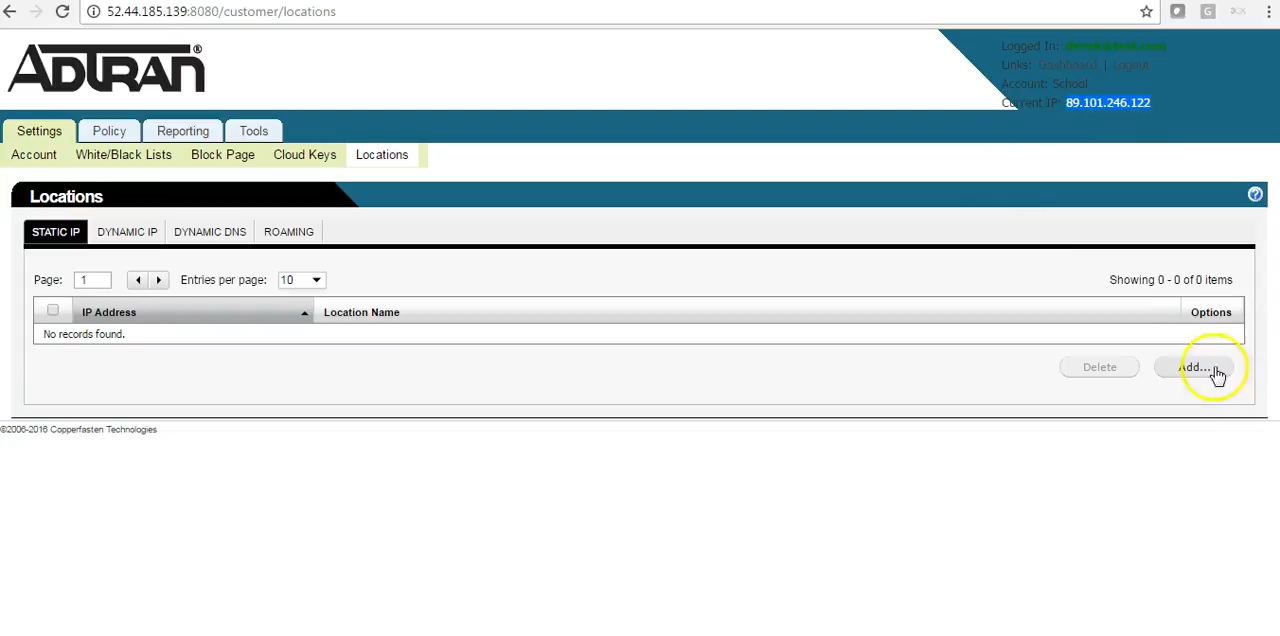 52.44.185.139:8080/customer/locations
ADTRAN®
Logged In:
Links: Dashboard | Logout
Account: School
Current IP: 89.101.246.122
Settings Policy Reporting Tools
Account White/Black Lists Block Page Cloud Keys Locations
Locations
STATIC IP DYNAMIC IP DYNAMIC DNS ROAMING
Page: 1 Entries per page: 10 Showing 0 - 0 of 0 items
IP Address Location Name Options
No records found.
Delete Add...
©2006-2016 Copperfasten Technologies